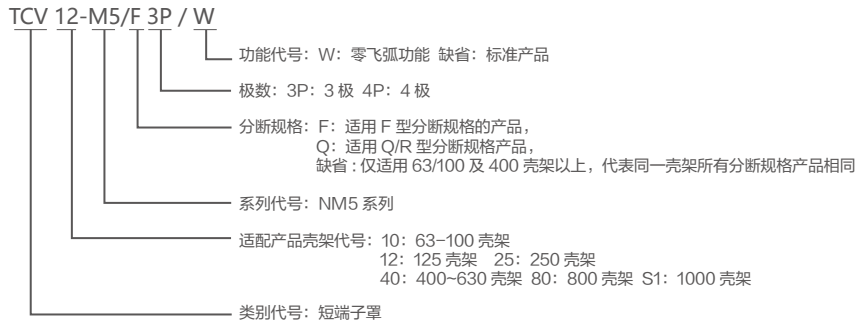 TCV 12-M5/F 3P / W
功能代号：W：零飞弧功能 缺省：标准产品
极数：3P：3 极 4P：4 极
分断规格：F：适用 F 型分断规格的产品，
Q：适用 Q/R 型分断规格产品，
缺省 : 仅适用 63/100 及 400 壳架以上，代表同一壳架所有分断规格产品相同
系列代号：NM5 系列
适配产品壳架代号：10：63-100 壳架
12：125 壳架 25：250 壳架
40：400~630 壳架 80：800 壳架 S1：1000 壳架
类别代号：短端子罩